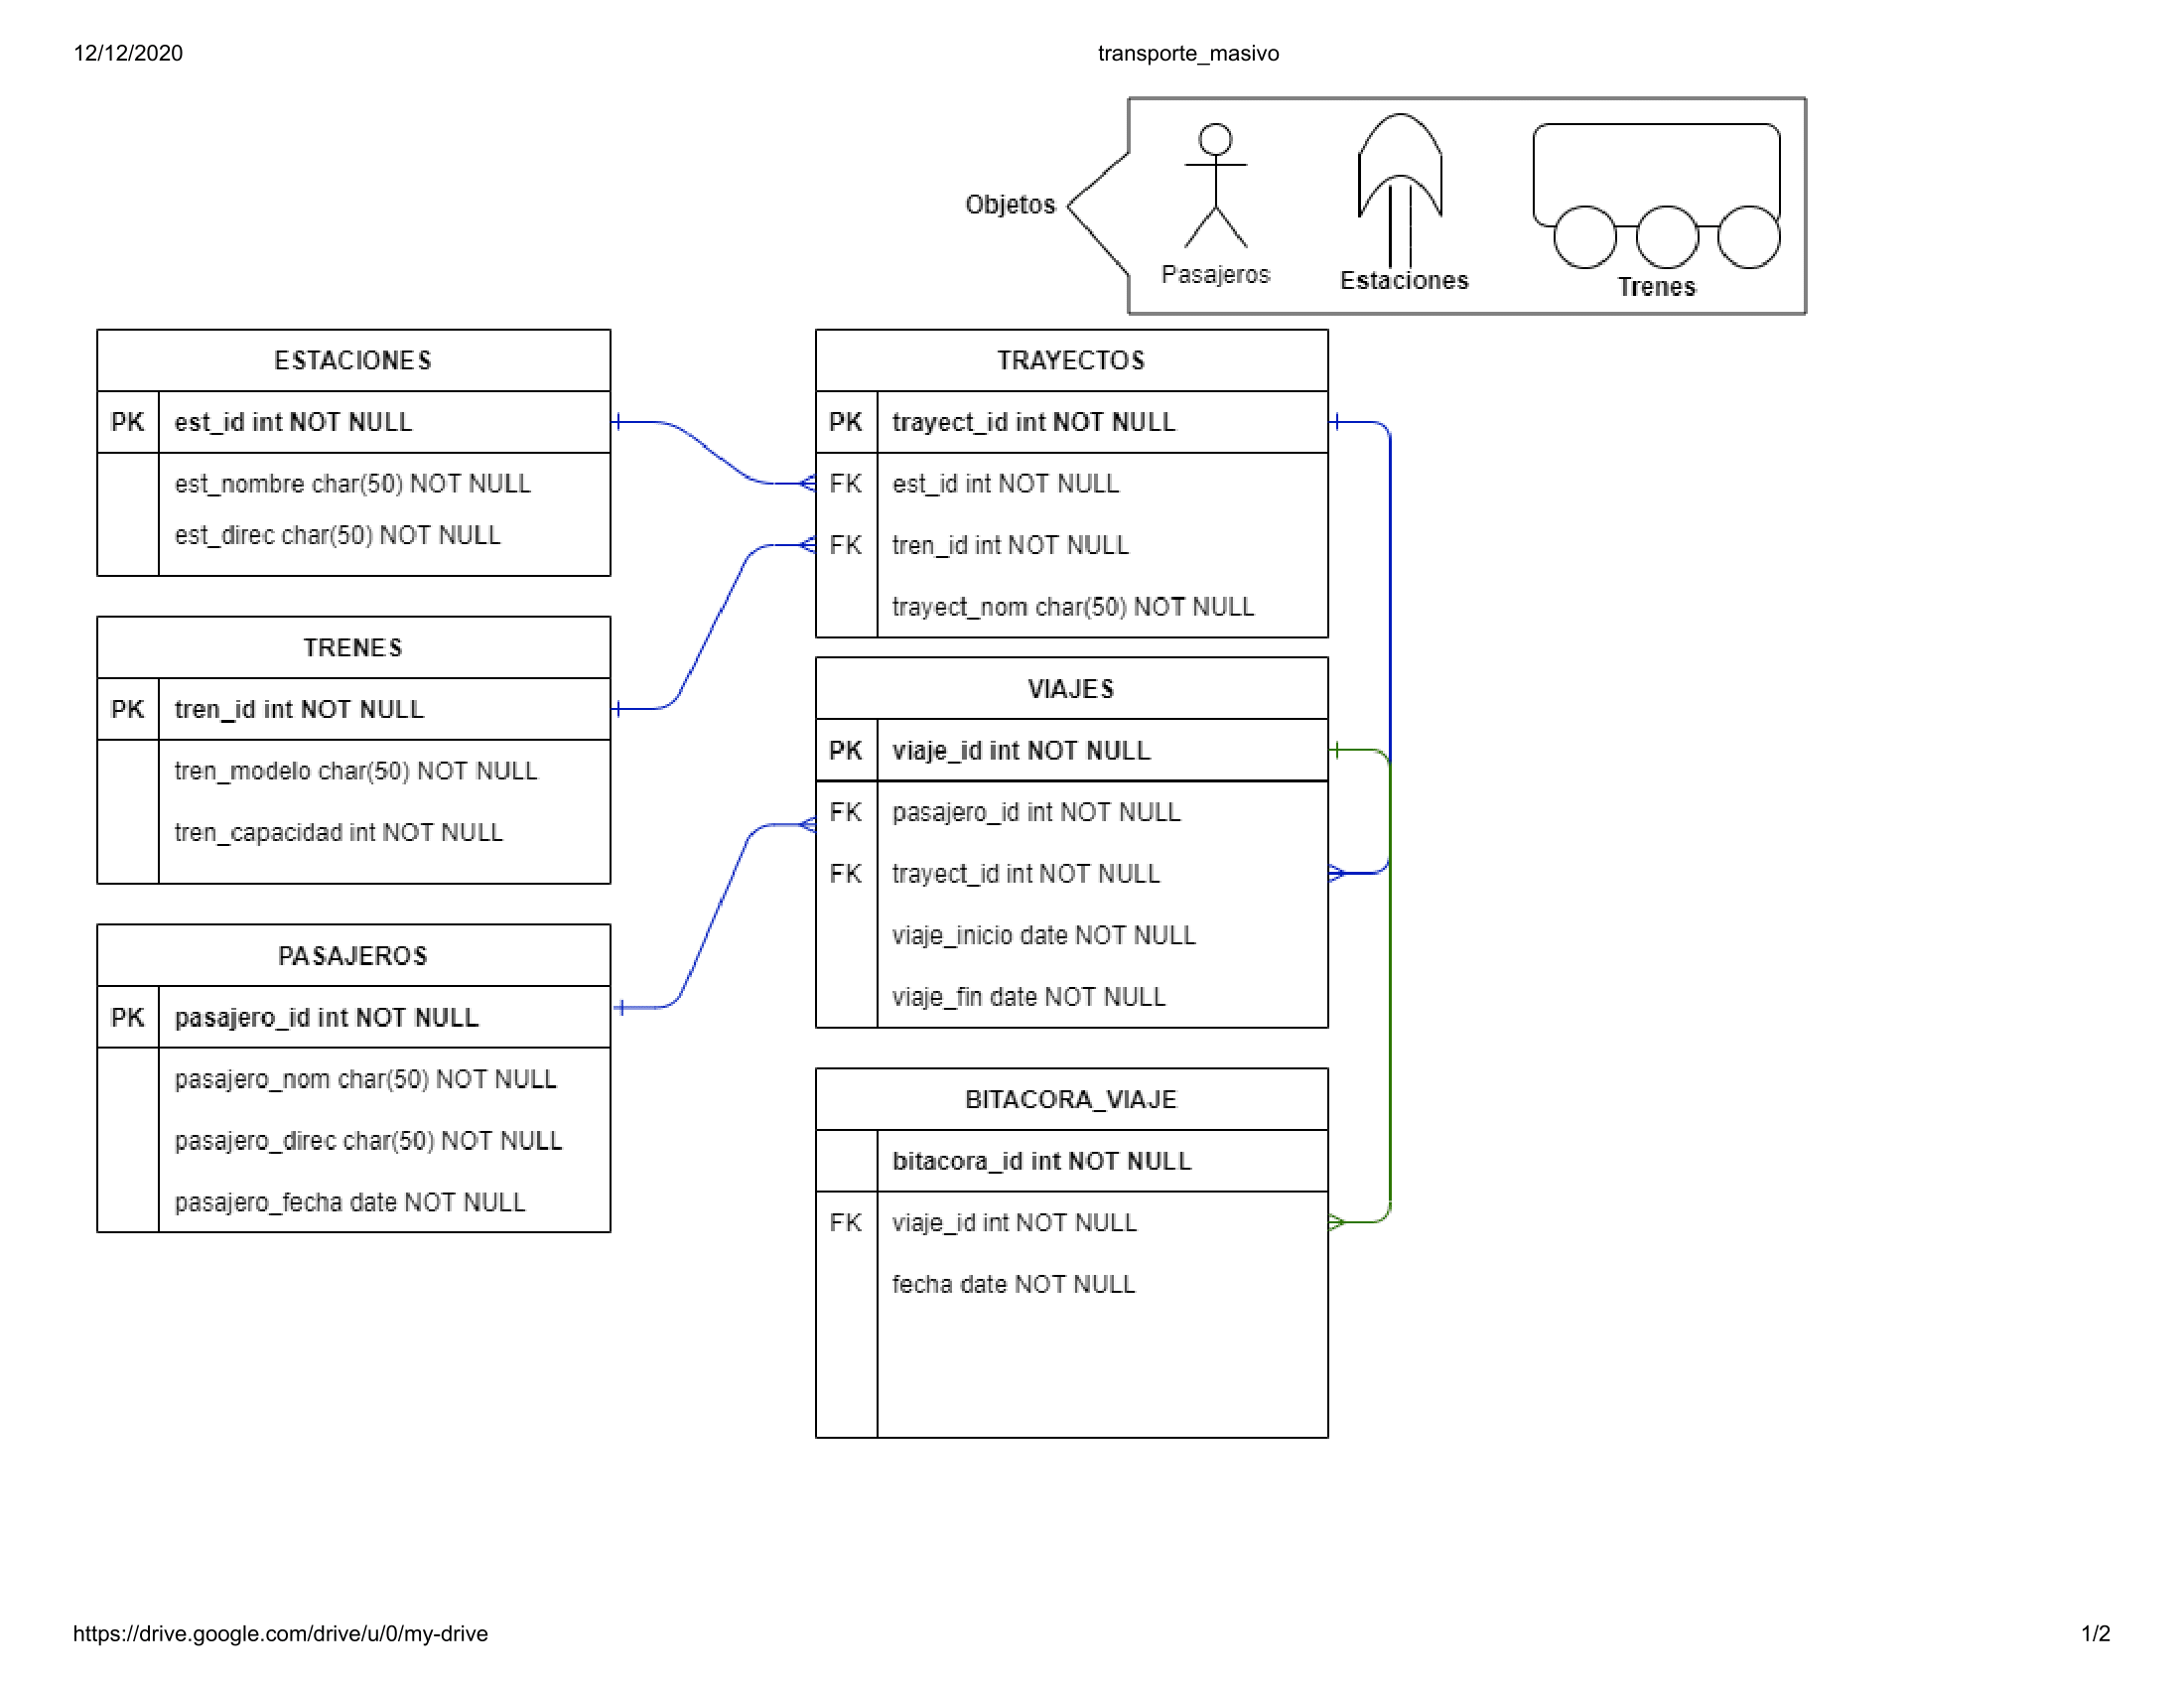 12/12/2020
transporte_masivo
Objetos
Pasajeros
Estaciones
Trenes
ESTACIONES
PK est_id int NOT NULL
est_nombre char(50) NOT NULL
est_direc char(50) NOT NULL
TRENES
PK tren_id int NOT NULL
tren_modelo char(50) NOT NULL
tren_capacidad int NOT NULL
PASAJEROS
PK pasajero_id int NOT NULL
pasajero_nom char(50) NOT NULL
pasajero_direc char(50) NOT NULL
pasajero_fecha date NOT NULL
TRAYECTOS
PK trayect_id int NOT NULL
FK est_id int NOT NULL
FK tren_id int NOT NULL
trayect_nom char(50) NOT NULL
VIAJES
PK viaje_id int NOT NULL
FK pasajero_id int NOT NULL
FK trayect_id int NOT NULL
viaje_inicio date NOT NULL
viaje_fin date NOT NULL
BITACORA_VIAJE
bitacora_id int NOT NULL
FK viaje_id int NOT NULL
fecha date NOT NULL
https://drive.google.com/drive/u/0/my-drive
1/2